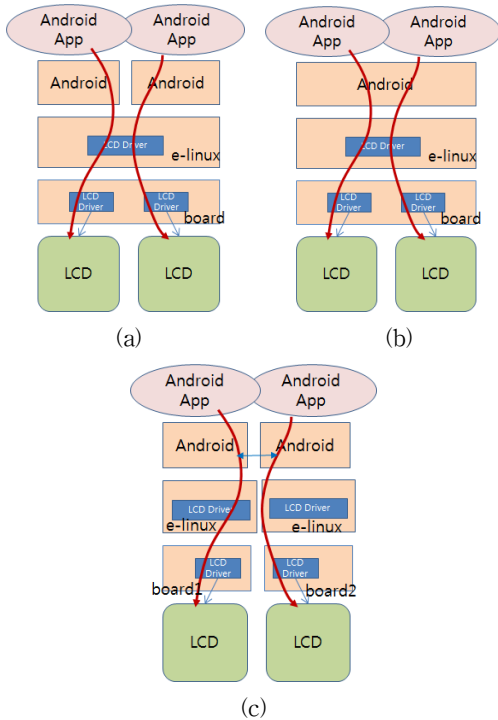 Android
App
Android
App
Android
Android
LCD Driver
e-linux
LCD
Driver
LCD
Driver
board
LCD
LCD
(a)
Android
App
Android
App
Android
LCD Driver
e-linux
LCD
Driver
LCD
Driver
board
LCD
LCD
(b)
Android
App
Android
App
Android
Android
LCD Driver
e-linux
LCD Driver
e-linux
LCD
Driver
board1
LCD
Driver
board2
LCD
LCD
(c)